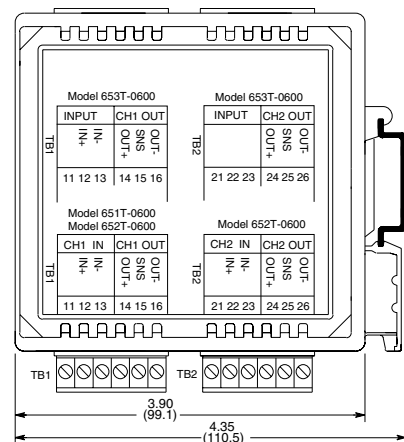 Model 653T-0600
INPUT CH1 OUT
TB1 IN+ IN- OUT+ SNS OUT-
11 12 13 14 15 16
Model 653T-0600
INPUT CH2 OUT
TB2 OUT+ SNS OUT-
21 22 23 24 25 26
Model 651T-0600
Model 652T-0600
CH1 IN CH1 OUT
TB1 IN+ IN- OUT+ SNS OUT-
11 12 13 14 15 16
Model 652T-0600
CH2 IN CH2 OUT
TB2 IN+ IN- OUT+ SNS OUT-
21 22 23 24 25 26
TB1 TB2
3.90
(99.1)
4.35
(110.5)